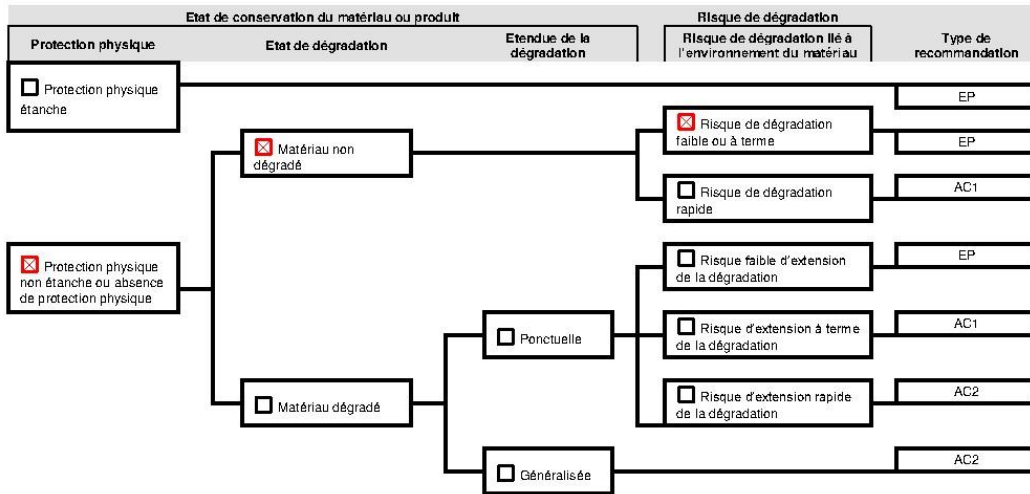 Etat de conservation du matériau ou produit
Risque de dégradation
Protection physique
Etat de dégradation
Etendue de la
dégradation
Risque de dégradation lié à
l'environnement du matériau
Type de
recommandation
Protection physique
étanche
EP
Matériau non
dégradé
Risque de dégradation
faible ou à terme
EP
Risque de dégradation
rapide
AC1
Protection physique
non étanche ou absence
de protection physique
Risque faible d'extension
de la dégradation
EP
Ponctuelle
Risque d'extension à terme
de la dégradation
AC1
Matériau dégradé
Risque d'extension rapide
de la dégradation
AC2
Généralisée
AC2